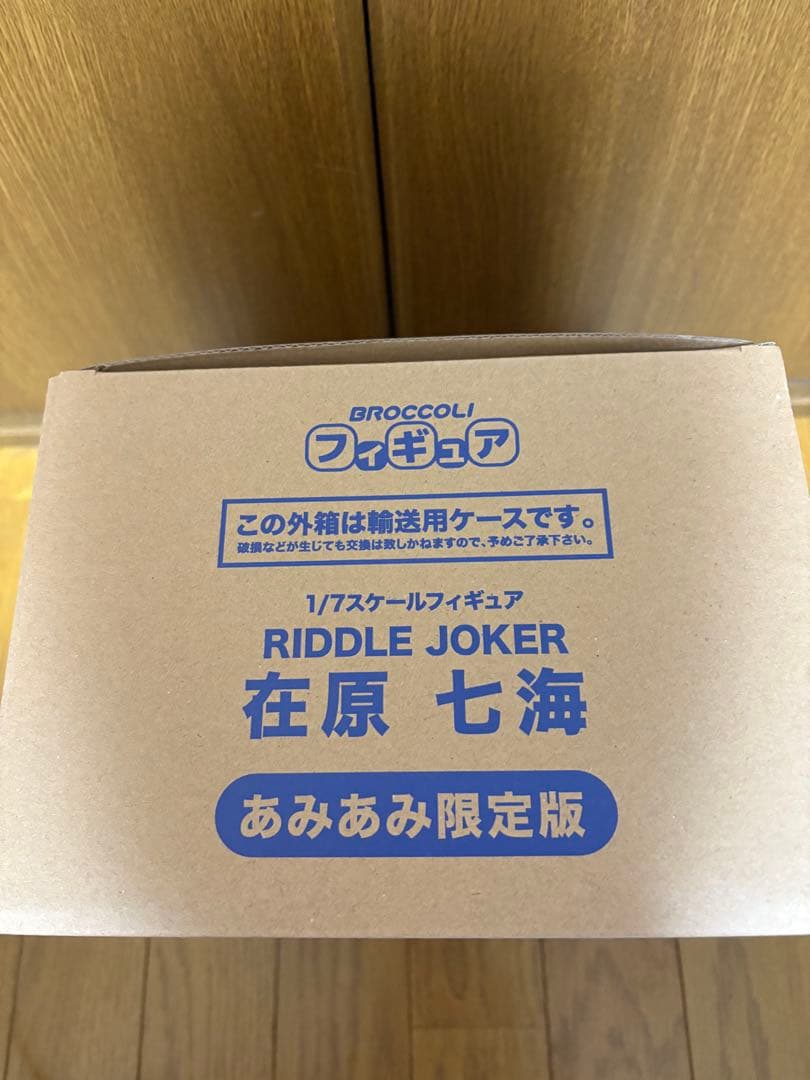 BROCCOLI
フィギュア
この外箱は輸送用ケースです。
破損などが生じても交換は致しかねますので、予めご了承下さい。
1/7スケールフィギュア
RIDDLE JOKER
在原 七海
あみあみ限定版